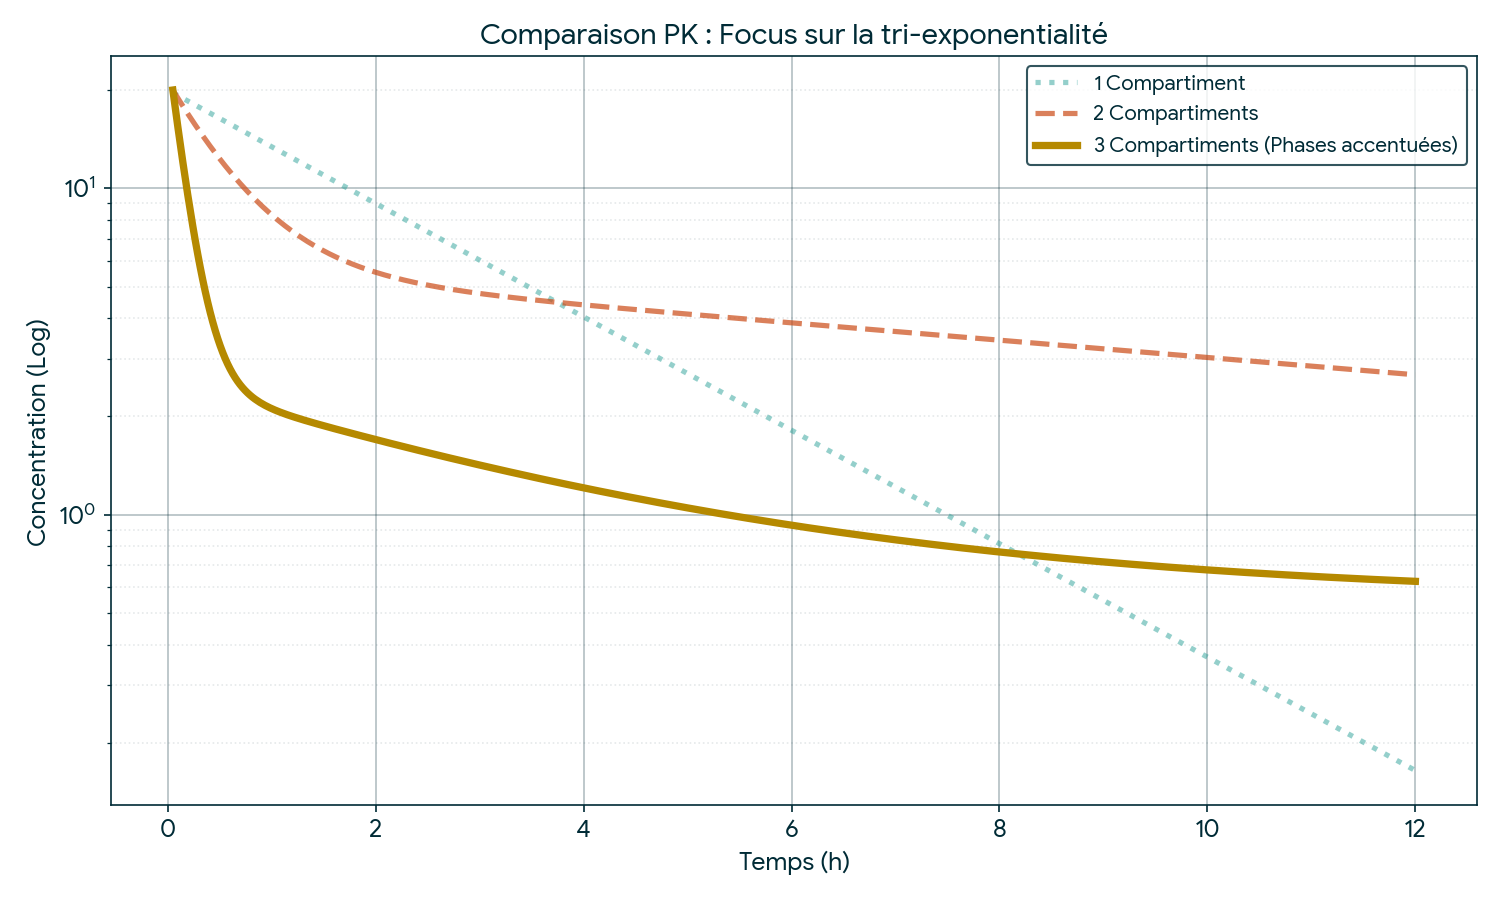 Comparaison PK : Focus sur la tri-exponentialité
1 Compartiment
2 Compartiments
3 Compartiments (Phases accentuées)
10¹
10⁰
Concentration (Log)
0 2 4 6 8 10 12
Temps (h)